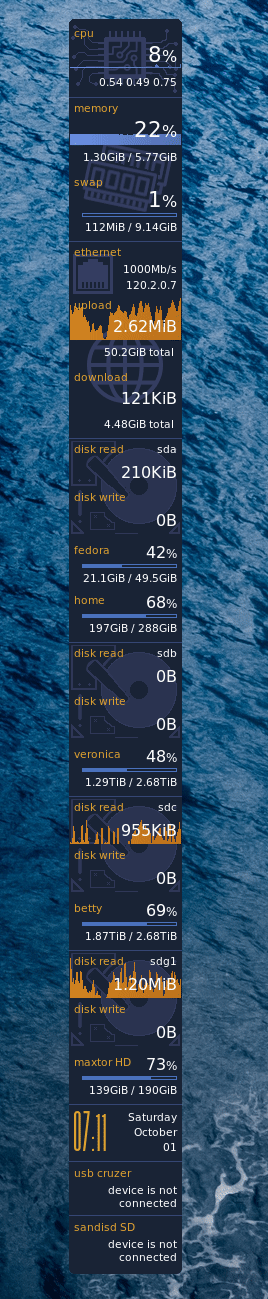 cpu
8%
0.54 0.49 0.75
memory
22%
1.30GiB / 5.77GiB
swap
1%
112MiB / 9.14GiB
ethernet
1000Mb/s
120.2.0.7
upload
2.62MiB
50.2GiB total
download
121KiB
4.48GiB total
disk read sda
210KiB
disk write
0B
fedora 42%
21.1GiB / 49.5GiB
home 68%
197GiB / 288GiB
disk read sdb
0B
disk write
0B
veronica 48%
1.29TiB / 2.68TiB
disk read sdc
955KiB
disk write
0B
betty 69%
1.87TiB / 2.68TiB
disk read sdg1
1.20MiB
disk write
0B
maxtor HD 73%
139GiB / 190GiB
07:11
Saturday
October
01
usb cruzer
device is not
connected
sandisd SD
device is not
connected